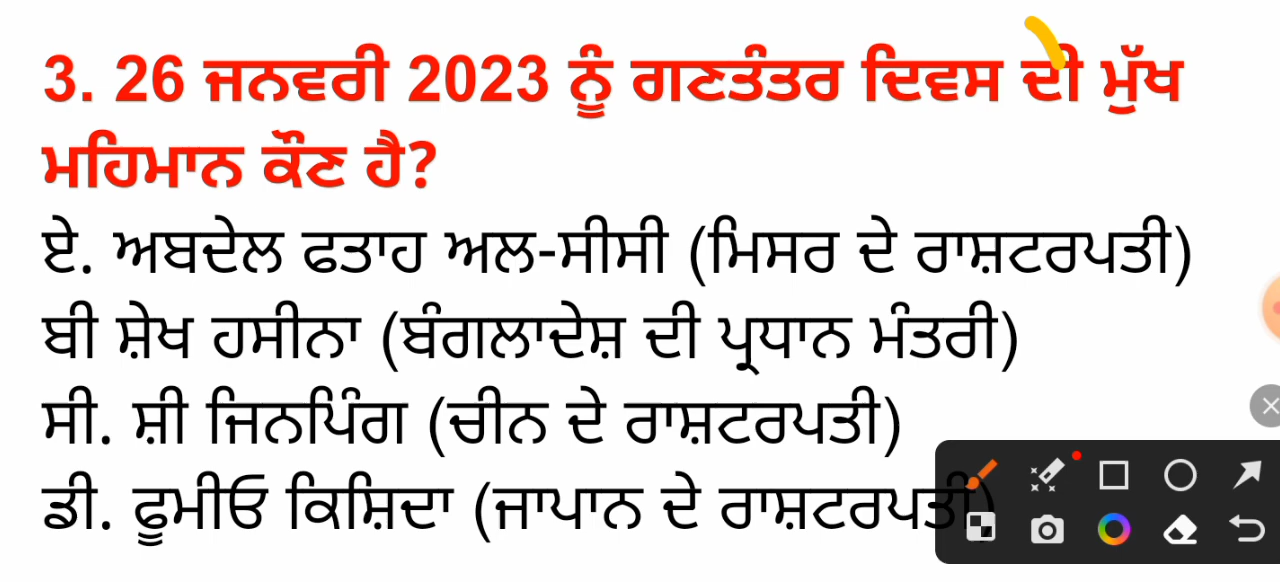 3. 26 ਜਨਵਰੀ 2023 ਨੂੰ ਗਣਤੰਤਰ ਦਿਵਸ ਦੀ ਮੁੱਖ
ਮਹਿਮਾਨ ਕੌਣ ਹੈ?
ਏ. ਅਬਦੇਲ ਫਤਾਹ ਅਲ-ਸੀਸੀ (ਮਿਸਰ ਦੇ ਰਾਸ਼ਟਰਪਤੀ)
ਬੀ ਸ਼ੇਖ ਹਸੀਨਾ (ਬੰਗਲਾਦੇਸ਼ ਦੀ ਪ੍ਰਧਾਨ ਮੰਤਰੀ)
ਸੀ. ਸ਼ੀ ਜਿਨਪਿੰਗ (ਚੀਨ ਦੇ ਰਾਸ਼ਟਰਪਤੀ)
ਡੀ. ਫੂਮੀਓ ਕਿਸ਼ਿਦਾ (ਜਾਪਾਨ ਦੇ ਰਾਸ਼ਟਰਪਤੀ)